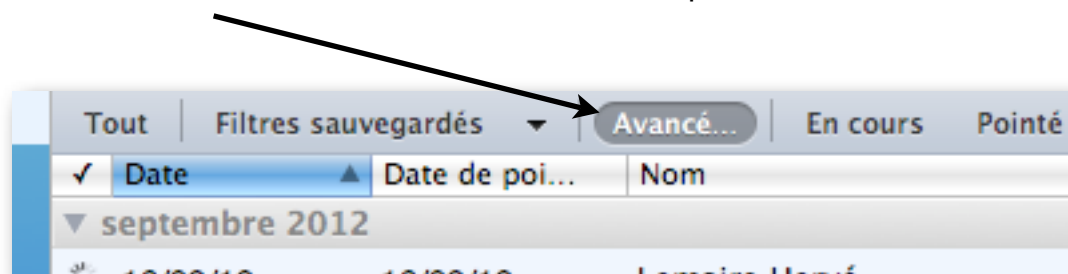 Tout Filtres sauvegardés Avancé... En cours Pointé
✓ Date Date de poi... Nom
septembre 2012